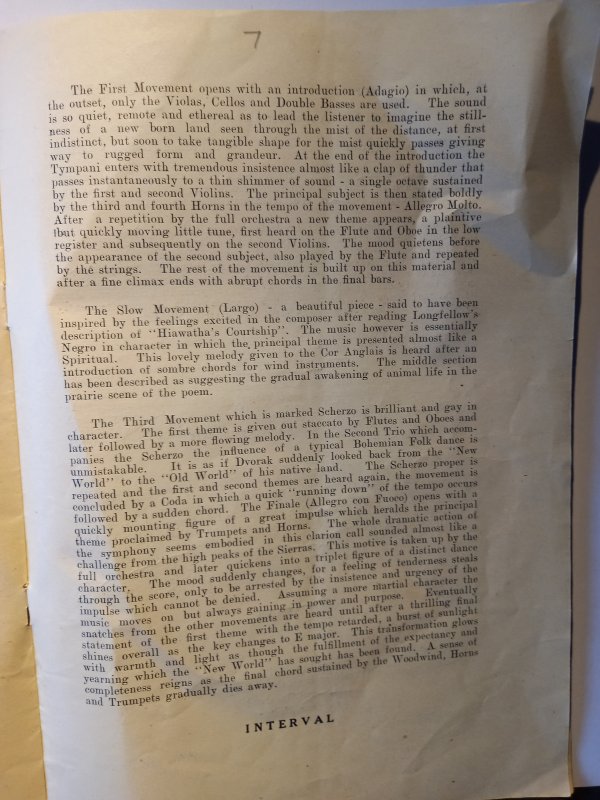 7
The First Movement opens with an introduction (Adagio) in which, at
the outset, only the Violas, Cellos and Double Basses are used. The sound
is so quiet, remote and ethereal as to lead the listener to imagine the still-
ness of a new born land seen through the mist of the distance, at first
indistinct, but soon to take tangible shape for the mist quickly passes giving
way to rugged form and grandeur. At the end of the introduction the
Tympani enters with tremendous insistence almost like a clap of thunder that
passes instantaneously to a thin shimmer of sound - a single octave sustained
by the first and second Violins. The principal subject is then stated boldly
by the third and fourth Horns in the tempo of the movement - Allegro Molto.
After a repetition by the full orchestra a new theme appears, a plaintive
but quickly moving little tune, first heard on the Flute and Oboe in the low
register and subsequently on the second Violins. The mood quietens before
the appearance of the second subject, also played by the Flute and repeated
by the strings. The rest of the movement is built up on this material and
after a fine climax ends with abrupt chords in the final bars.
The Slow Movement (Largo) - a beautiful piece - said to have been
inspired by the feelings excited in the composer after reading Longfellow's
description of "Hiawatha's Courtship". The music however is essentially
Negro in character in which the principal theme is presented almost like a
Spiritual. This lovely melody given to the Cor Anglais is heard after an
introduction of sombre chords for wind instruments. The middle section
has been described as suggesting the gradual awakening of animal life in the
prairie scene of the poem.
The Third Movement which is marked Scherzo is brilliant and gay in
character. The first theme is given out staccato by Flutes and Oboes and
later followed by a more flowing melody. In the Second Trio which accom-
panies the Scherzo the influence of a typical Bohemian Folk dance is
unmistakable. It is as if Dvorak suddenly looked back from the "New
World" to the "Old World" of his native land. The Scherzo proper is
repeated and the first and second themes are heard again, the movement is
concluded by a Coda in which a quick "running down" of the tempo occurs
followed by a sudden chord. The Finale (Allegro con Fuoco) opens with a
quickly mounting figure of a great impulse which heralds the principal
theme proclaimed by Trumpets and Horns. The whole dramatic action of
the symphony seems embodied in this clarion call sounded almost like a
challenge from the high peaks of the Sierras. This motive is taken up by the
full orchestra and later quickens into a triplet figure of a distinct dance
character. The mood suddenly changes, for a feeling of tenderness steals
through the score, only to be arrested by the insistence and urgency of the
impulse which cannot be denied. Assuming a more martial character the
music moves on but always gaining in power and purpose. Eventually
snatches from the other movements are heard until after a thrilling final
statement of the first theme with the tempo retarded, a burst of sunlight
shines overall as the key changes to E major. This transformation glows
with warmth and light as though the fulfillment of the expectancy and
yearning which the "New World" has sought has been found. A sense of
completeness reigns as the final chord sustained by the Woodwind, Horns
and Trumpets gradually dies away.
INTERVAL